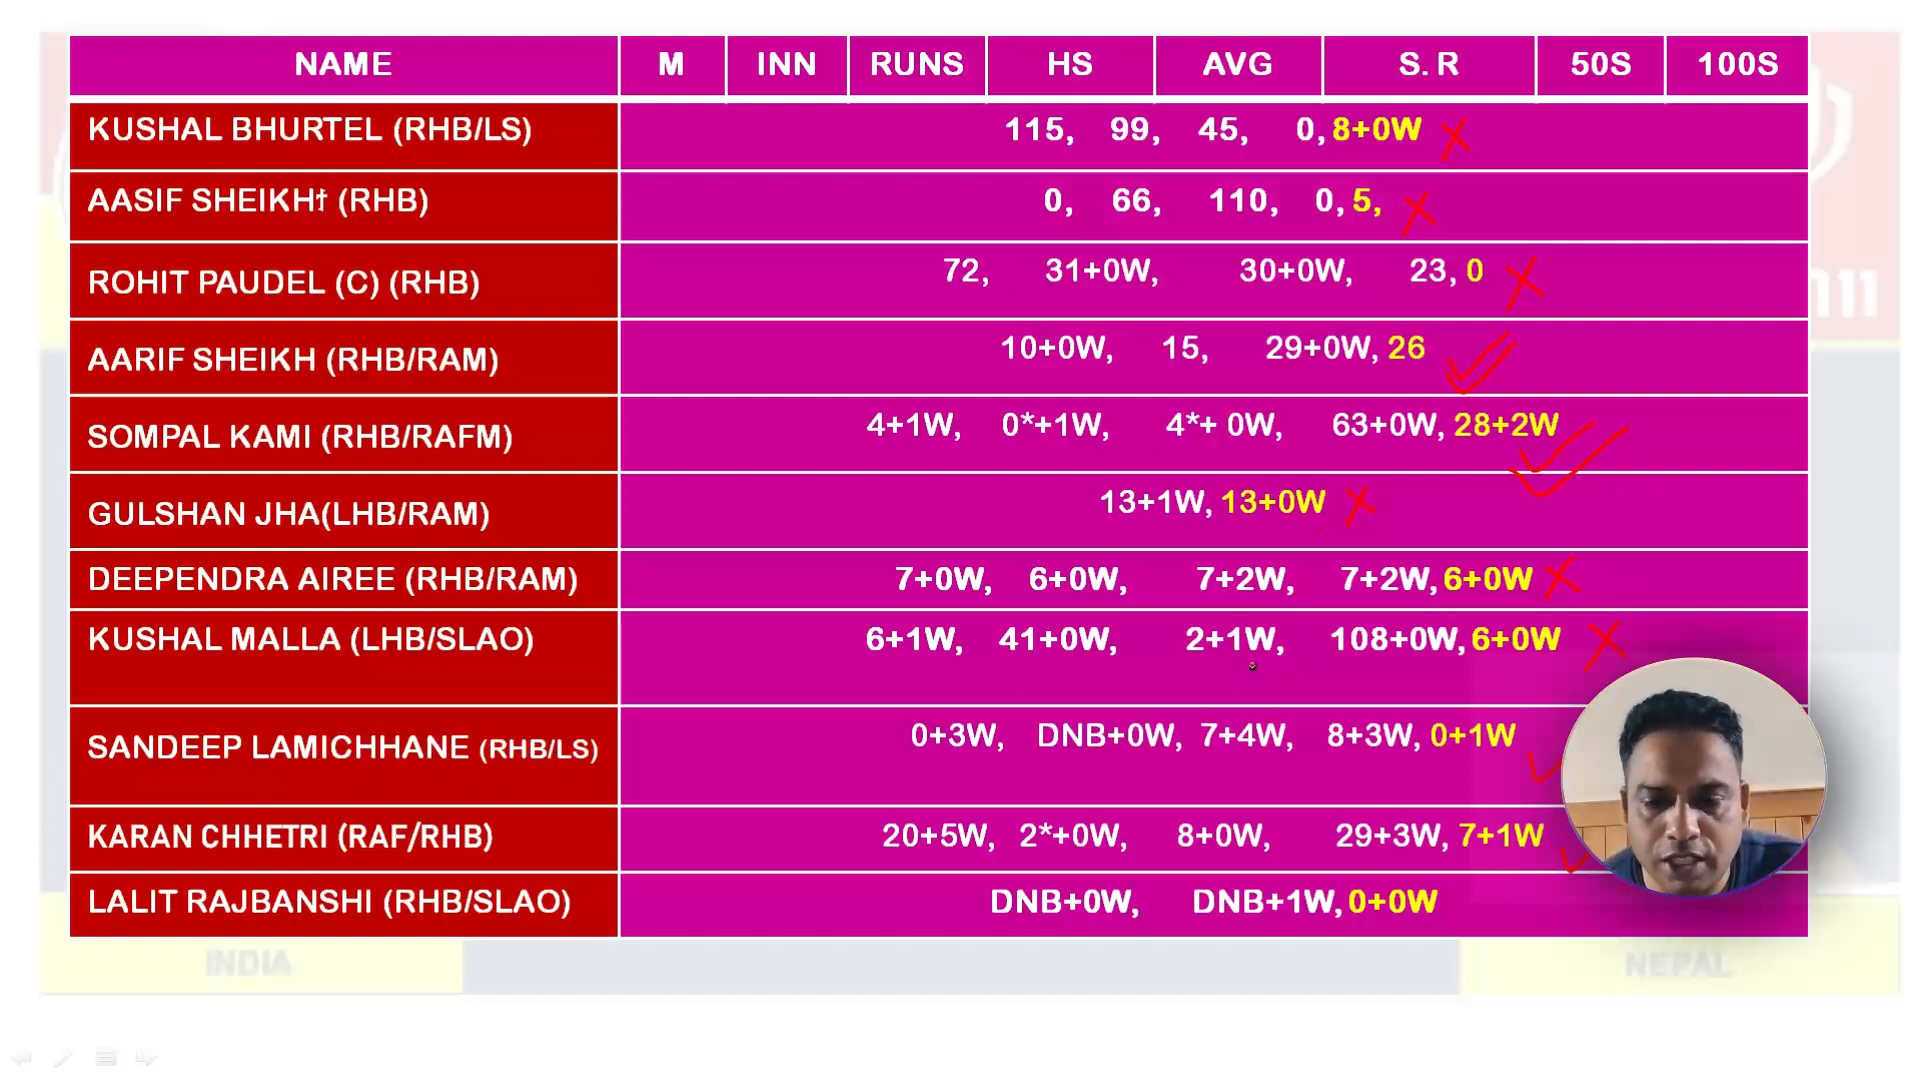 NAME M INN RUNS HS AVG S. R 50S 100S
KUSHAL BHURTEL (RHB/LS) 115, 99, 45, 0, 8+0W
AASIF SHEIKH† (RHB) 0, 66, 110, 0, 5,
ROHIT PAUDEL (C) (RHB) 72, 31+0W, 30+0W, 23, 0
AARIF SHEIKH (RHB/RAM) 10+0W, 15, 29+0W, 26
SOMPAL KAMI (RHB/RAFM) 4+1W, 0*+1W, 4*+ 0W, 63+0W, 28+2W
GULSHAN JHA(LHB/RAM) 13+1W, 13+0W
DEEPENDRA AIREE (RHB/RAM) 7+0W, 6+0W, 7+2W, 7+2W, 6+0W
KUSHAL MALLA (LHB/SLAO) 6+1W, 41+0W, 2+1W, 108+0W, 6+0W
SANDEEP LAMICHHANE (RHB/LS) 0+3W, DNB+0W, 7+4W, 8+3W, 0+1W
KARAN CHHETRI (RAF/RHB) 20+5W, 2*+0W, 8+0W, 29+3W, 7+1W
LALIT RAJBANSHI (RHB/SLAO) DNB+0W, DNB+1W, 0+0W
INDIA NEPAL